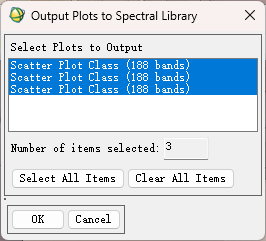 Output Plots to Spectral Library
Select Plots to Output
Scatter Plot Class (188 bands)
Scatter Plot Class (188 bands)
Scatter Plot Class (188 bands)
Number of items selected: 3
Select All Items Clear All Items
OK Cancel